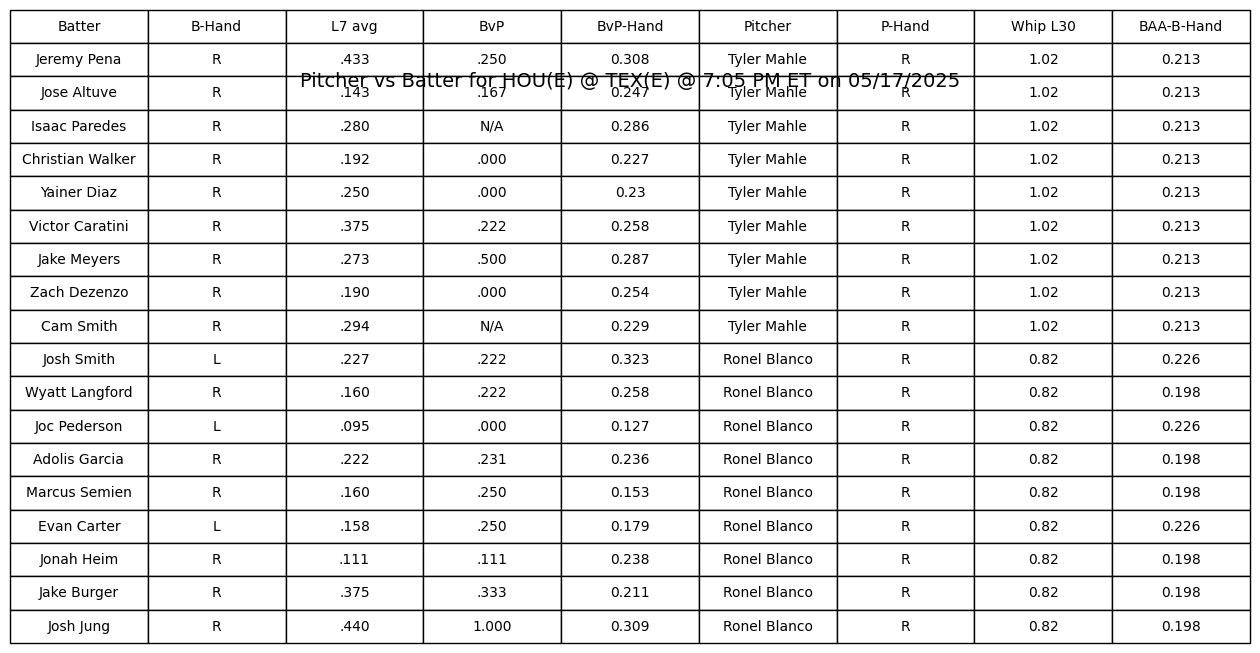 Batter B-Hand L7 avg BvP BvP-Hand Pitcher P-Hand Whip L30 BAA-B-Hand
Jeremy Pena R .433 .250 0.308 Tyler Mahle R 1.02 0.213
Pitcher vs Batter for HOU(E) @ TEX(E) @ 7:05 PM ET on 05/17/2025
Jose Altuve R .143 .167 0.247 Tyler Mahle R 1.02 0.213
Isaac Paredes R .280 N/A 0.286 Tyler Mahle R 1.02 0.213
Christian Walker R .192 .000 0.227 Tyler Mahle R 1.02 0.213
Yainer Diaz R .250 .000 0.23 Tyler Mahle R 1.02 0.213
Victor Caratini R .375 .222 0.258 Tyler Mahle R 1.02 0.213
Jake Meyers R .273 .500 0.287 Tyler Mahle R 1.02 0.213
Zach Dezenzo R .190 .000 0.254 Tyler Mahle R 1.02 0.213
Cam Smith R .294 N/A 0.229 Tyler Mahle R 1.02 0.213
Josh Smith L .227 .222 0.323 Ronel Blanco R 0.82 0.226
Wyatt Langford R .160 .222 0.258 Ronel Blanco R 0.82 0.198
Joc Pederson L .095 .000 0.127 Ronel Blanco R 0.82 0.226
Adolis Garcia R .222 .231 0.236 Ronel Blanco R 0.82 0.198
Marcus Semien R .160 .250 0.153 Ronel Blanco R 0.82 0.198
Evan Carter L .158 .250 0.179 Ronel Blanco R 0.82 0.226
Jonah Heim R .111 .111 0.238 Ronel Blanco R 0.82 0.198
Jake Burger R .375 .333 0.211 Ronel Blanco R 0.82 0.198
Josh Jung R .440 1.000 0.309 Ronel Blanco R 0.82 0.198